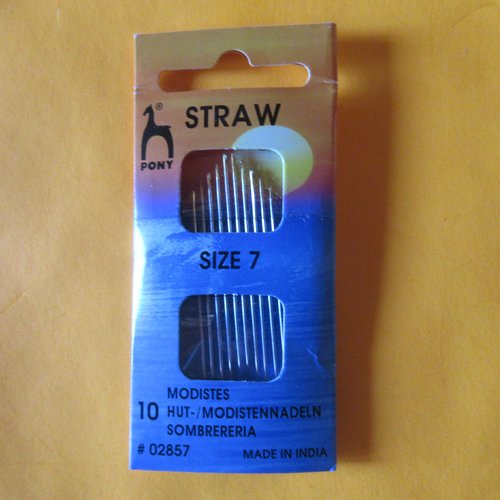 STRAW
®
PONY
SIZE 7
MODISTES
10 HUT-/MODISTENNADELN
SOMBRERERIA
# 02857 MADE IN INDIA